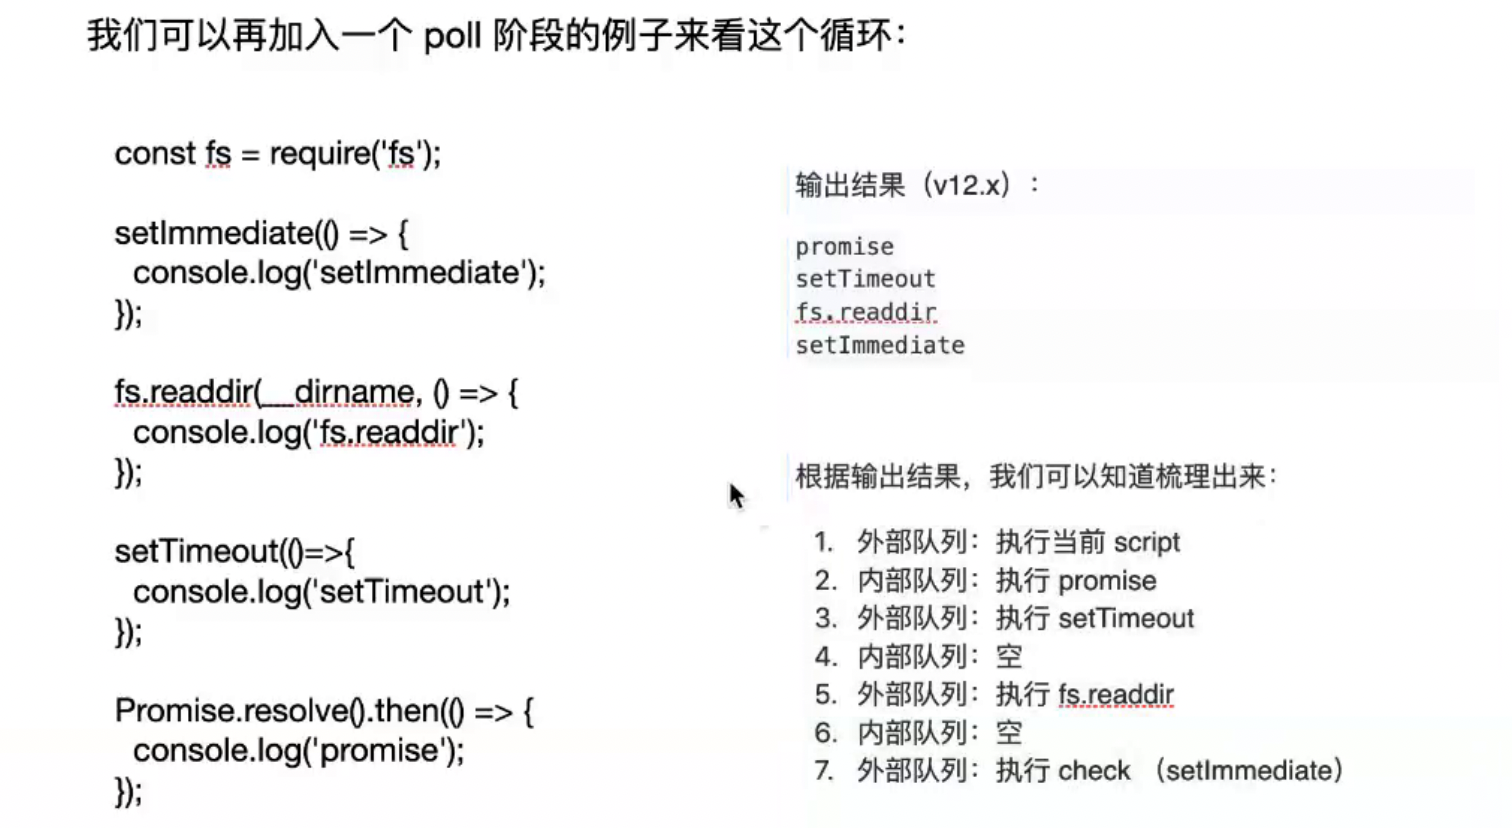 我们可以再加入一个 poll 阶段的例子来看这个循环：
const fs = require('fs');
setImmediate(() => {
console.log('setImmediate');
});
fs.readdir(__dirname, () => {
console.log('fs.readdir');
});
setTimeout(()=>{
console.log('setTimeout');
});
Promise.resolve().then(() => {
console.log('promise');
});
输出结果（v12.x）：
promise
setTimeout
fs.readdir
setImmediate
根据输出结果，我们可以知道梳理出来：
1. 外部队列：执行当前 script
2. 内部队列：执行 promise
3. 外部队列：执行 setTimeout
4. 内部队列：空
5. 外部队列：执行 fs.readdir
6. 内部队列：空
7. 外部队列：执行 check （setImmediate）